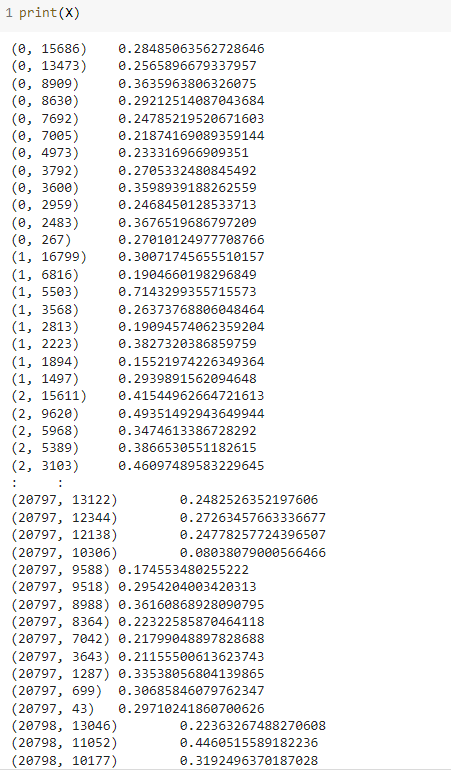 1 print(X)
(0, 15686) 0.28485063562728646
(0, 13473) 0.2565896679337957
(0, 8909) 0.3635963806326075
(0, 8630) 0.29212514087043684
(0, 7692) 0.24785219520671603
(0, 7005) 0.21874169089359144
(0, 4973) 0.233316966909351
(0, 3792) 0.2705332480845492
(0, 3600) 0.3598939188262559
(0, 2959) 0.2468450128533713
(0, 2483) 0.3676519686797209
(0, 267) 0.27010124977708766
(1, 16799) 0.30071745655510157
(1, 6816) 0.1904660198296849
(1, 5503) 0.7143299355715573
(1, 3568) 0.26373768806048464
(1, 2813) 0.19094574062359204
(1, 2223) 0.3827320386859759
(1, 1894) 0.15521974226349364
(1, 1497) 0.2939891562094648
(2, 15611) 0.41544962664721613
(2, 9620) 0.49351492943649944
(2, 5968) 0.3474613386728292
(2, 5389) 0.3866530551182615
(2, 3103) 0.46097489583229645
: :
(20797, 13122) 0.2482526352197606
(20797, 12344) 0.27263457663336677
(20797, 12138) 0.24778257724396507
(20797, 10306) 0.08038079000566466
(20797, 9588) 0.174553480255222
(20797, 9518) 0.2954204003420313
(20797, 8988) 0.36160868928090795
(20797, 8364) 0.22322585870464118
(20797, 7042) 0.21799048897828688
(20797, 3643) 0.21155500613623743
(20797, 1287) 0.33538056804139865
(20797, 699) 0.30685846079762347
(20797, 43) 0.29710241860700626
(20798, 13046) 0.22363267488270608
(20798, 11052) 0.4460515589182236
(20798, 10177) 0.3192496370187028